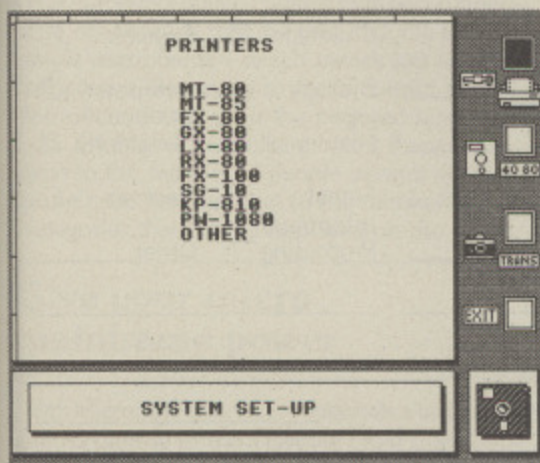 PRINTERS
MT-80
MT-85
FX-80
GX-80
LX-80
RX-80
FX-100
SG-10
KP-810
PW-1080
OTHER
40 80
TRANS
EXIT
SYSTEM SET-UP